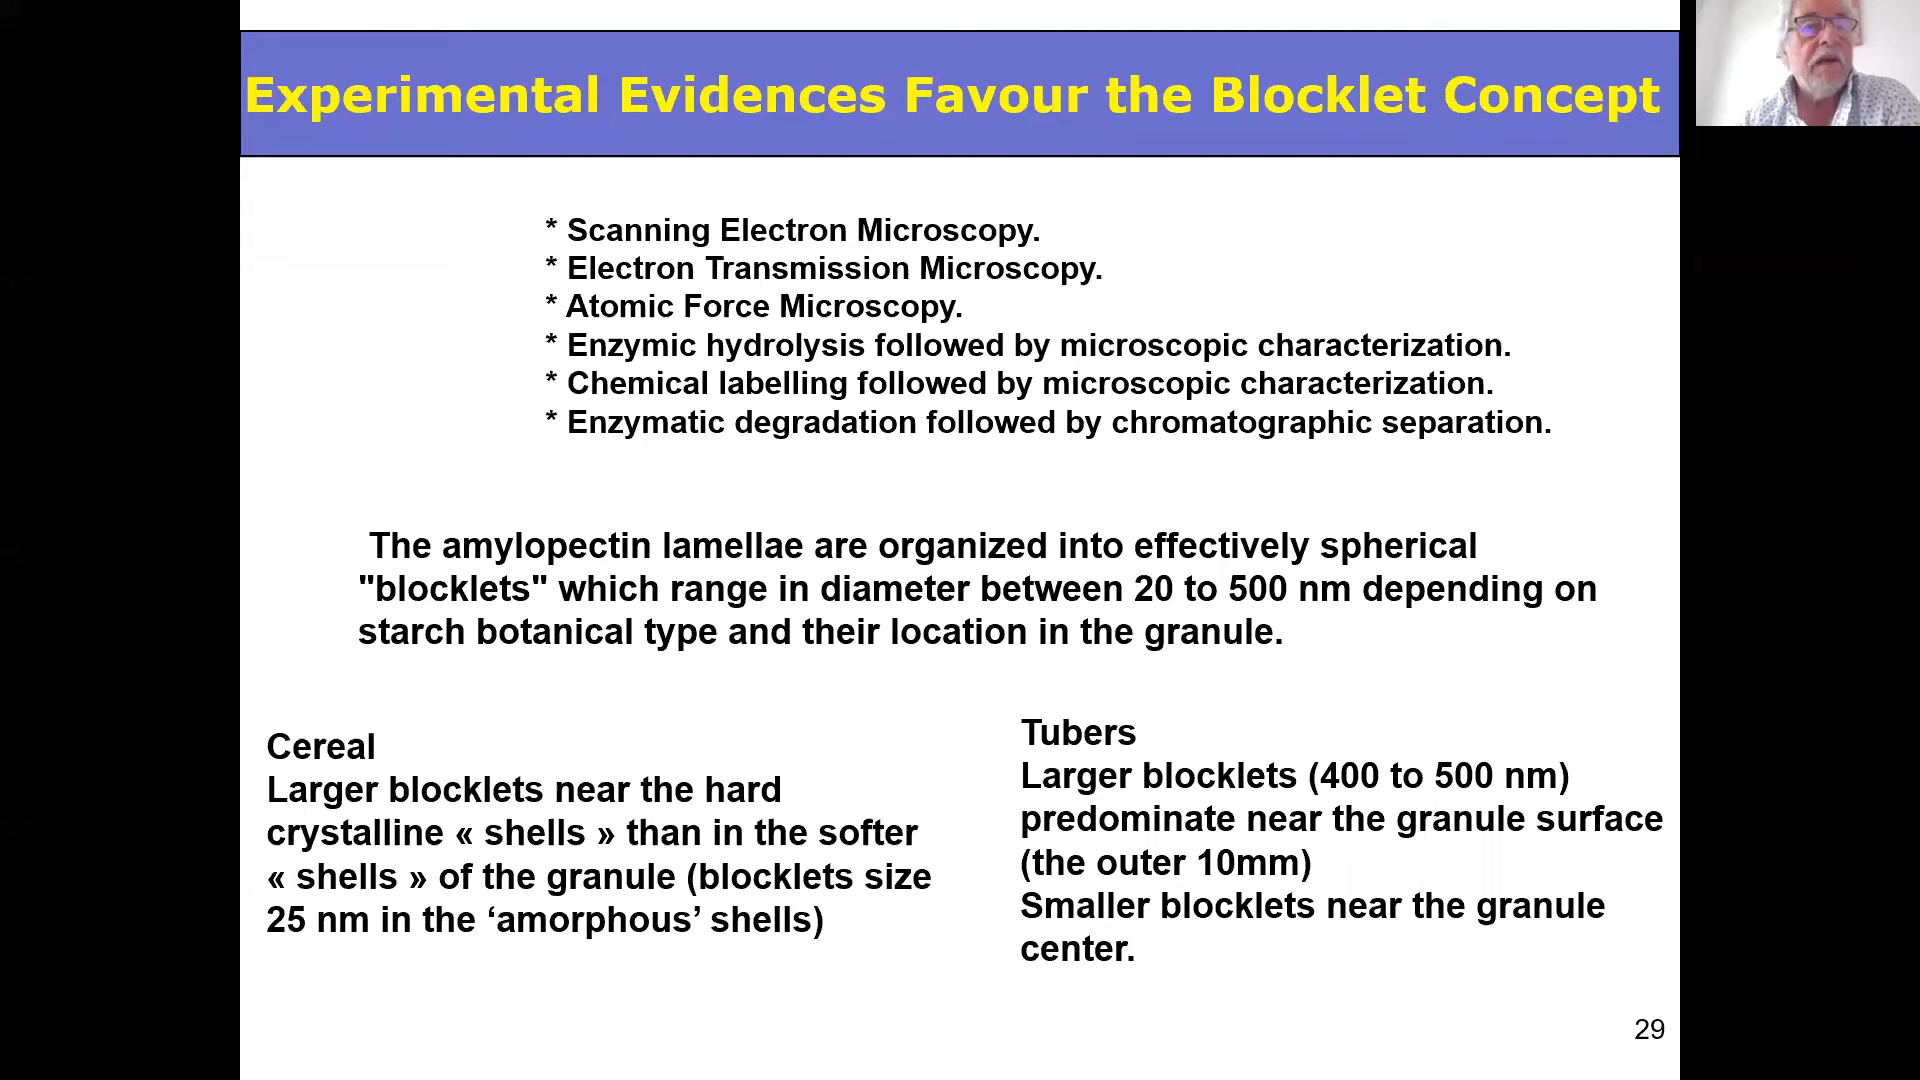 Experimental Evidences Favour the Blocklet Concept
* Scanning Electron Microscopy.
* Electron Transmission Microscopy.
* Atomic Force Microscopy.
* Enzymic hydrolysis followed by microscopic characterization.
* Chemical labelling followed by microscopic characterization.
* Enzymatic degradation followed by chromatographic separation.
The amylopectin lamellae are organized into effectively spherical
"blocklets" which range in diameter between 20 to 500 nm depending on
starch botanical type and their location in the granule.
Cereal
Larger blocklets near the hard
crystalline « shells » than in the softer
« shells » of the granule (blocklets size
25 nm in the ‘amorphous’ shells)
Tubers
Larger blocklets (400 to 500 nm)
predominate near the granule surface
(the outer 10mm)
Smaller blocklets near the granule
center.
29